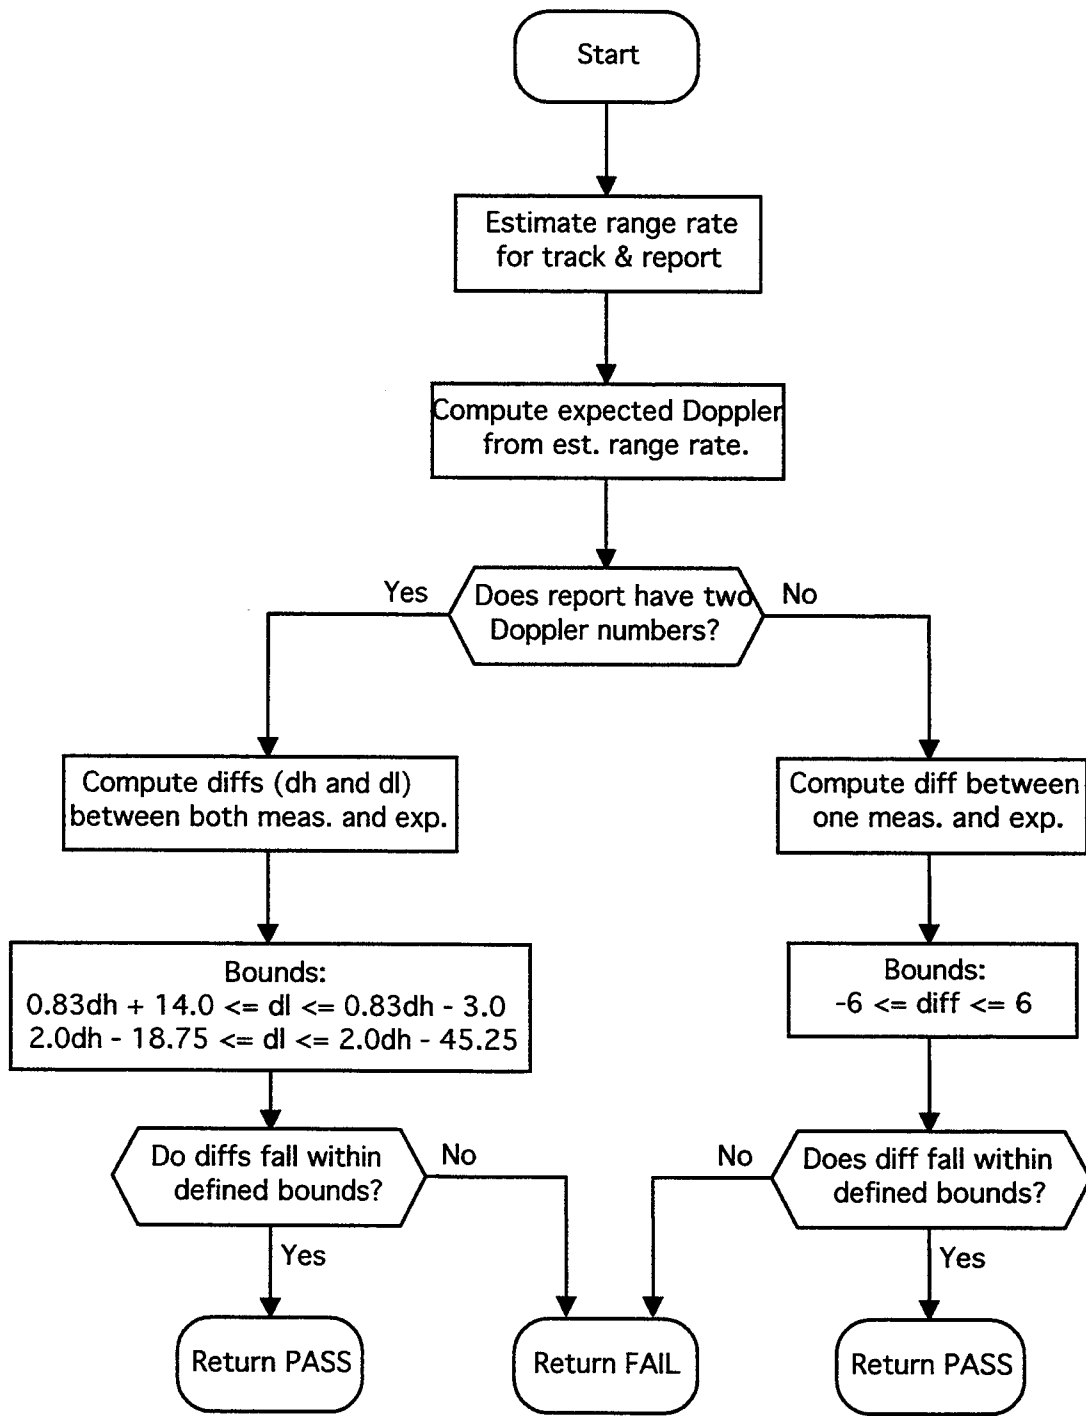 Start
Estimate range rate
for track & report
Compute expected Doppler
from est. range rate.
Yes
Does report have two
Doppler numbers?
No
Compute diffs (dh and dl)
between both meas. and exp.
Compute diff between
one meas. and exp.
Bounds:
0.83dh + 14.0 <= dl <= 0.83dh - 3.0
2.0dh - 18.75 <= dl <= 2.0dh - 45.25
Bounds:
-6 <= diff <= 6
Do diffs fall within
defined bounds?
No
No
Does diff fall within
defined bounds?
Yes
Yes
Return PASS
Return FAIL
Return PASS